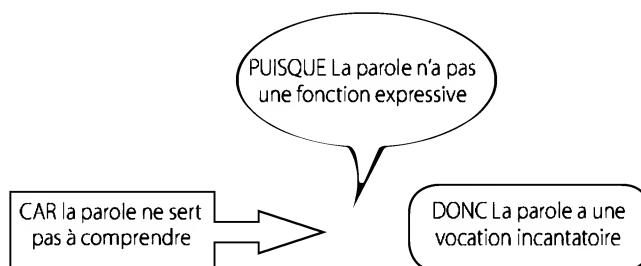 PUISQUE La parole n'a pas
une fonction expressive
CAR la parole ne sert
pas à comprendre
DONC La parole a une
vocation incantatoire